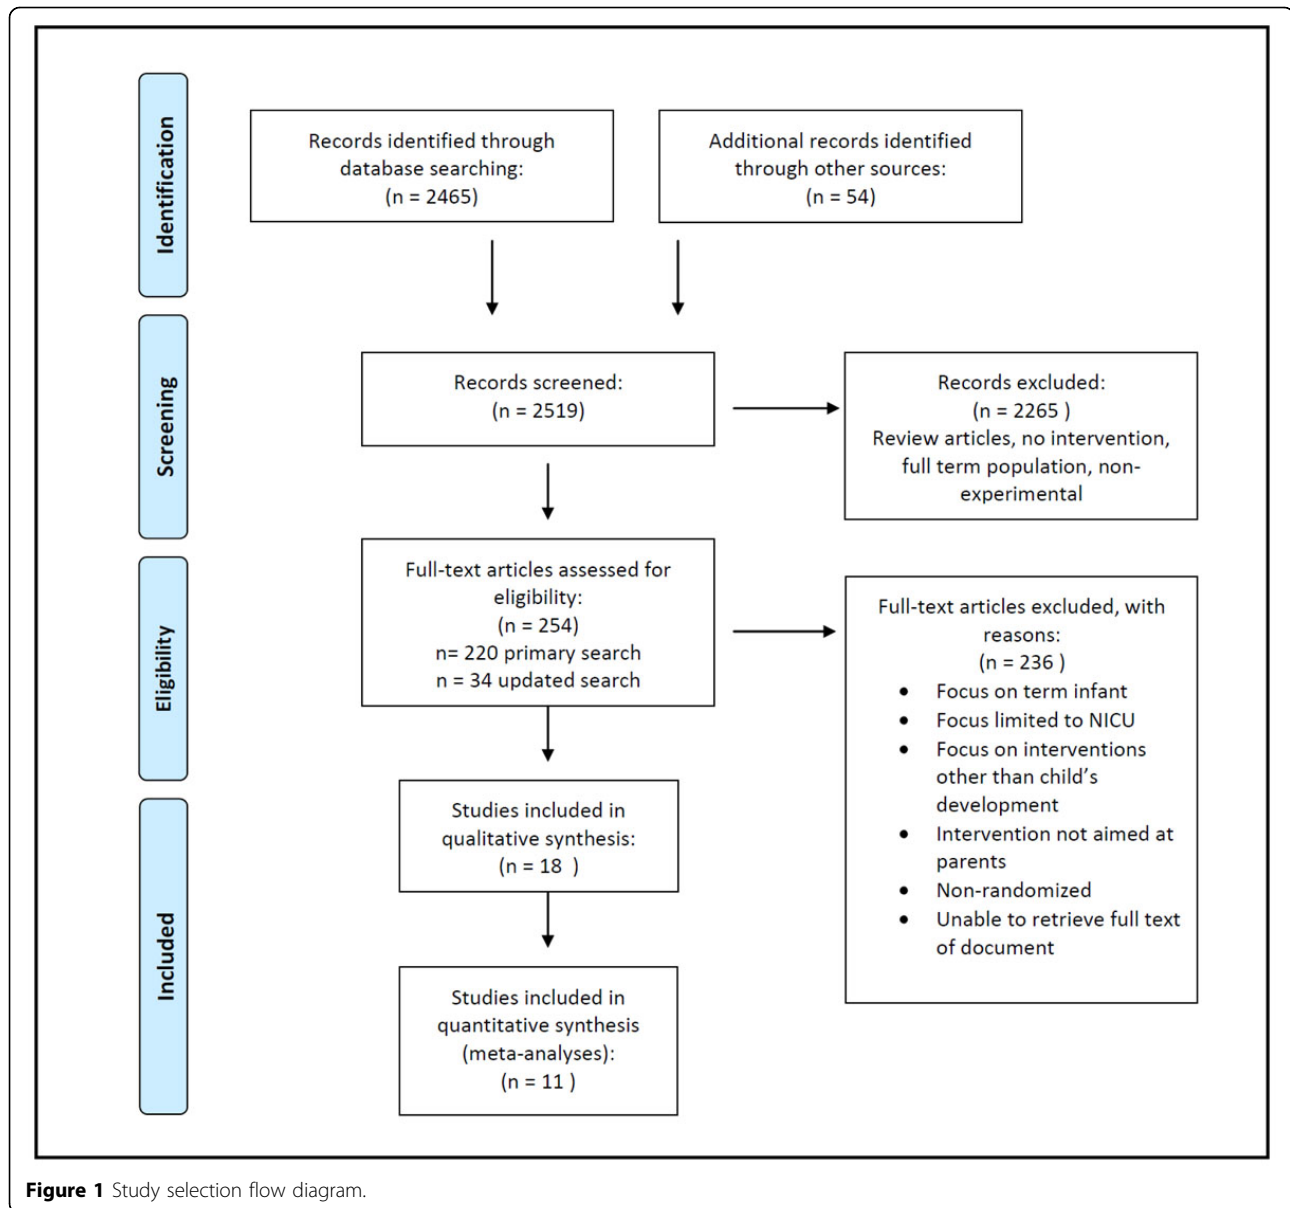 Identification
Records identified through
database searching:
(n = 2465)
Additional records identified
through other sources:
(n = 54)
Screening
Records screened:
(n = 2519)
Records excluded:
(n = 2265 )
Review articles, no intervention,
full term population, non-
experimental
Eligibility
Full-text articles assessed for
eligibility:
(n = 254)
n= 220 primary search
n = 34 updated search
Full-text articles excluded, with
reasons:
(n = 236 )
• Focus on term infant
• Focus limited to NICU
• Focus on interventions
other than child’s
development
• Intervention not aimed at
parents
• Non-randomized
• Unable to retrieve full text
of document
Included
Studies included in
qualitative synthesis:
(n = 18 )
Studies included in
quantitative synthesis
(meta-analyses):
(n = 11 )
Figure 1 Study selection flow diagram.